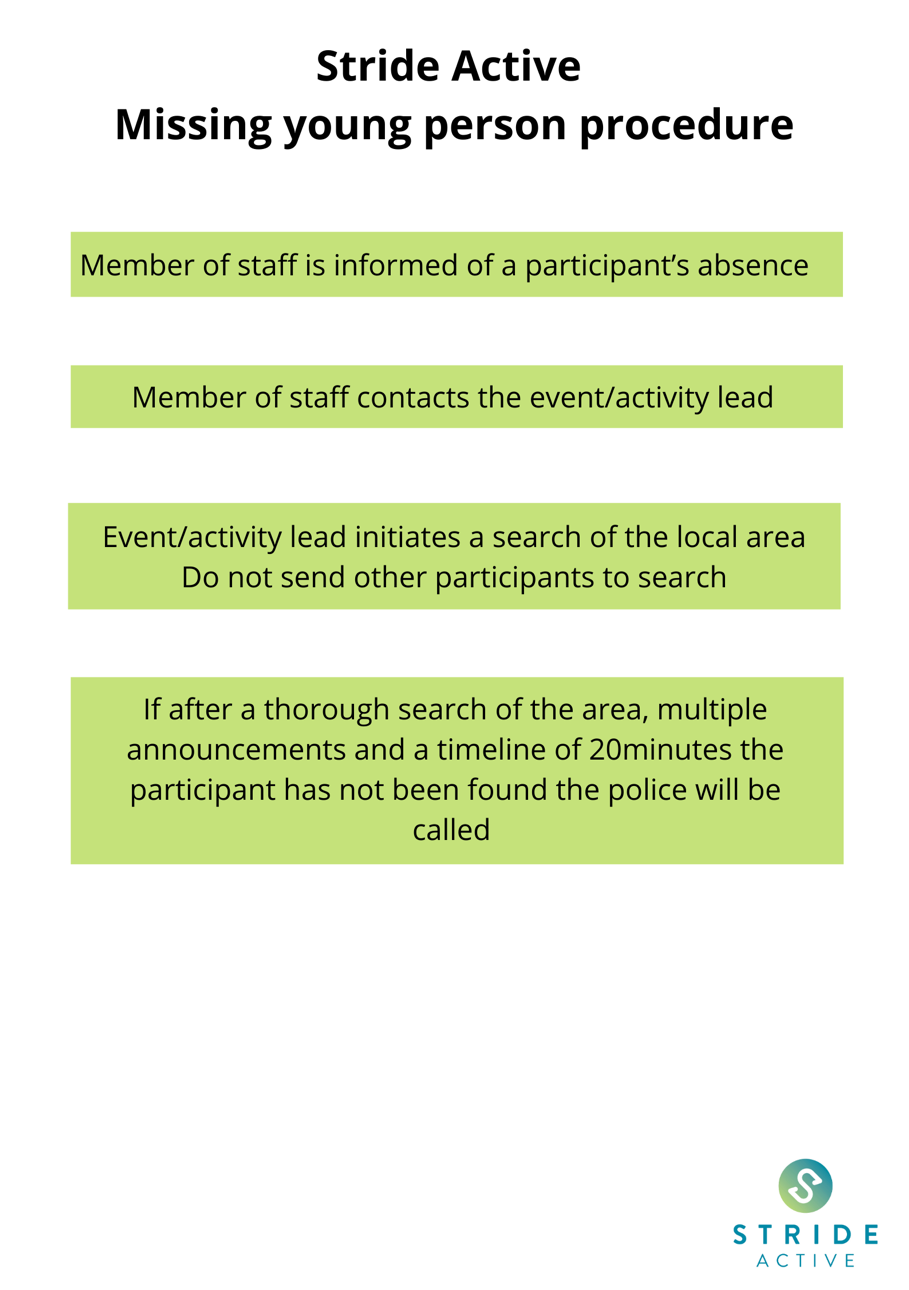 Stride Active
Missing young person procedure
Member of staff is informed of a participant’s absence
Member of staff contacts the event/activity lead
Event/activity lead initiates a search of the local area
Do not send other participants to search
If after a thorough search of the area, multiple
announcements and a timeline of 20minutes the
participant has not been found the police will be
called
STRIDE
ACTIVE